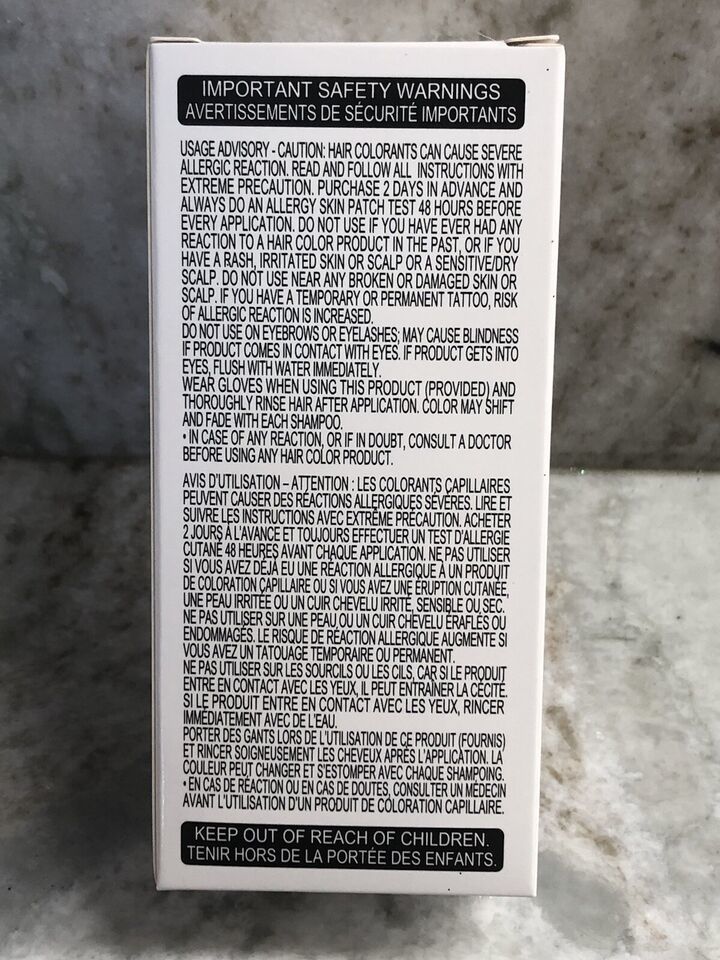 IMPORTANT SAFETY WARNINGS
AVERTISSEMENTS DE SÉCURITÉ IMPORTANTS
USAGE ADVISORY - CAUTION: HAIR COLORANTS CAN CAUSE SEVERE
ALLERGIC REACTION. READ AND FOLLOW ALL INSTRUCTIONS WITH
EXTREME PRECAUTION. PURCHASE 2 DAYS IN ADVANCE AND
ALWAYS DO AN ALLERGY SKIN PATCH TEST 48 HOURS BEFORE
EVERY APPLICATION. DO NOT USE IF YOU HAVE EVER HAD ANY
REACTION TO A HAIR COLOR PRODUCT IN THE PAST, OR IF YOU
HAVE A RASH, IRRITATED SKIN OR SCALP OR A SENSITIVE/DRY
SCALP. DO NOT USE NEAR ANY BROKEN OR DAMAGED SKIN OR
SCALP. IF YOU HAVE A TEMPORARY OR PERMANENT TATTOO, RISK
OF ALLERGIC REACTION IS INCREASED.
DO NOT USE ON EYEBROWS OR EYELASHES; MAY CAUSE BLINDNESS
IF PRODUCT COMES IN CONTACT WITH EYES. IF PRODUCT GETS INTO
EYES, FLUSH WITH WATER IMMEDIATELY.
WEAR GLOVES WHEN USING THIS PRODUCT (PROVIDED) AND
THOROUGHLY RINSE HAIR AFTER APPLICATION. COLOR MAY SHIFT
AND FADE WITH EACH SHAMPOO.
• IN CASE OF ANY REACTION, OR IF IN DOUBT, CONSULT A DOCTOR
BEFORE USING ANY HAIR COLOR PRODUCT.
AVIS D'UTILISATION – ATTENTION : LES COLORANTS CAPILLAIRES
PEUVENT CAUSER DES RÉACTIONS ALLERGIQUES SÉVÈRES. LIRE ET
SUIVRE LES INSTRUCTIONS AVEC EXTRÊME PRÉCAUTION. ACHETER
2 JOURS À L'AVANCE ET TOUJOURS EFFECTUER UN TEST D'ALLERGIE
CUTANÉ 48 HEURES AVANT CHAQUE APPLICATION. NE PAS UTILISER
SI VOUS AVEZ DÉJÀ EU UNE RÉACTION ALLERGIQUE À UN PRODUIT
DE COLORATION CAPILLAIRE OU SI VOUS AVEZ UNE ÉRUPTION CUTANÉE,
UNE PEAU IRRITÉE OU UN CUIR CHEVELU IRRITÉ, SENSIBLE OU SEC.
NE PAS UTILISER SUR UNE PEAU OU UN CUIR CHEVELU ÉRAFLÉS OU
ENDOMMAGÉS. LE RISQUE DE RÉACTION ALLERGIQUE AUGMENTE SI
VOUS AVEZ UN TATOUAGE TEMPORAIRE OU PERMANENT.
NE PAS UTILISER SUR LES SOURCILS OU LES CILS, CAR SI LE PRODUIT
ENTRE EN CONTACT AVEC LES YEUX, IL PEUT ENTRAÎNER LA CÉCITÉ.
SI LE PRODUIT ENTRE EN CONTACT AVEC LES YEUX, RINCER
IMMÉDIATEMENT AVEC DE L'EAU.
PORTER DES GANTS LORS DE L'UTILISATION DE CE PRODUIT (FOURNIS)
ET RINCER SOIGNEUSEMENT LES CHEVEUX APRÈS L'APPLICATION. LA
COULEUR PEUT CHANGER ET S'ESTOMPER AVEC CHAQUE SHAMPOING.
• EN CAS DE RÉACTION OU EN CAS DE DOUTES, CONSULTER UN MÉDECIN
AVANT L'UTILISATION D'UN PRODUIT DE COLORATION CAPILLAIRE.
KEEP OUT OF REACH OF CHILDREN.
TENIR HORS DE LA PORTÉE DES ENFANTS.